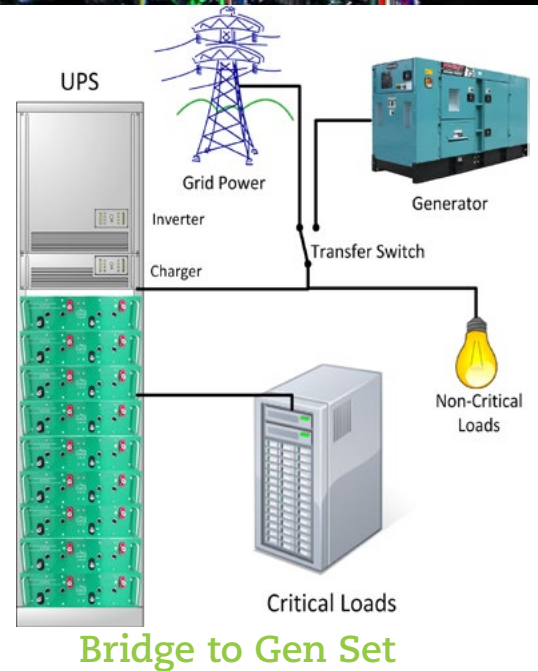 UPS
Grid Power
Generator
Inverter
Transfer Switch
Charger
Non-Critical
Loads
Critical Loads
Bridge to Gen Set